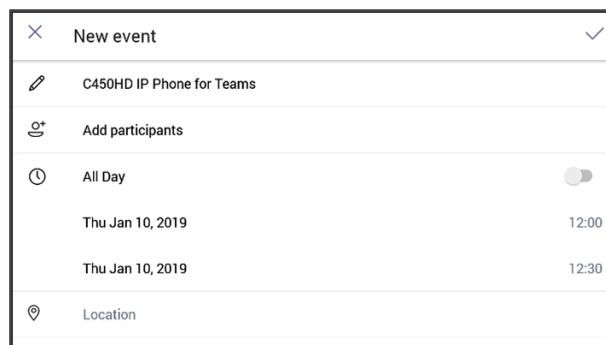 New event
C450HD IP Phone for Teams
Add participants
All Day
Thu Jan 10, 2019 12:00
Thu Jan 10, 2019 12:30
Location